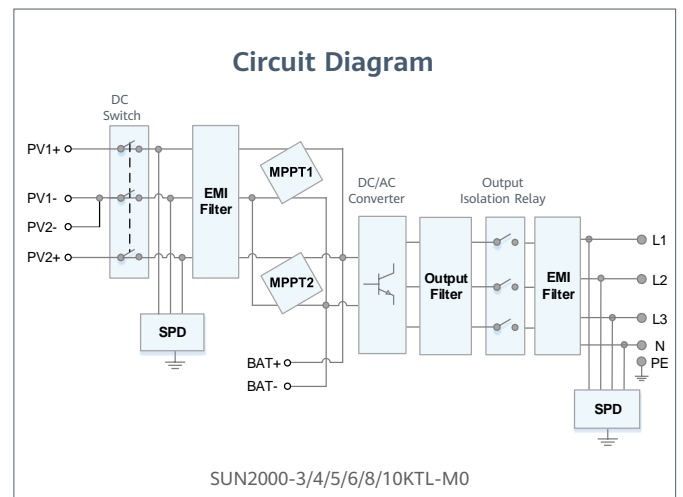 Circuit Diagram
DC
Switch
PV1+
PV1-
PV2-
PV2+
EMI
Filter
SPD
MPPT1
MPPT2
BAT+
BAT-
DC/AC
Converter
Output
Filter
Output
Isolation Relay
EMI
Filter
L1
L2
L3
N
PE
SPD
SUN2000-3/4/5/6/8/10KTL-M0